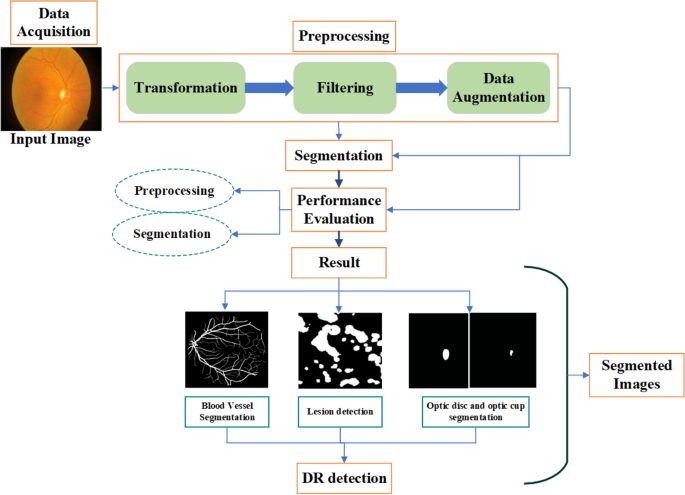 Data
Acquisition
Input Image
Preprocessing
Transformation
Filtering
Data
Augmentation
Segmentation
Performance
Evaluation
Preprocessing
Segmentation
Result
Blood Vessel
Segmentation
Lesion detection
Optic disc and optic cup
segmentation
Segmented
Images
DR detection